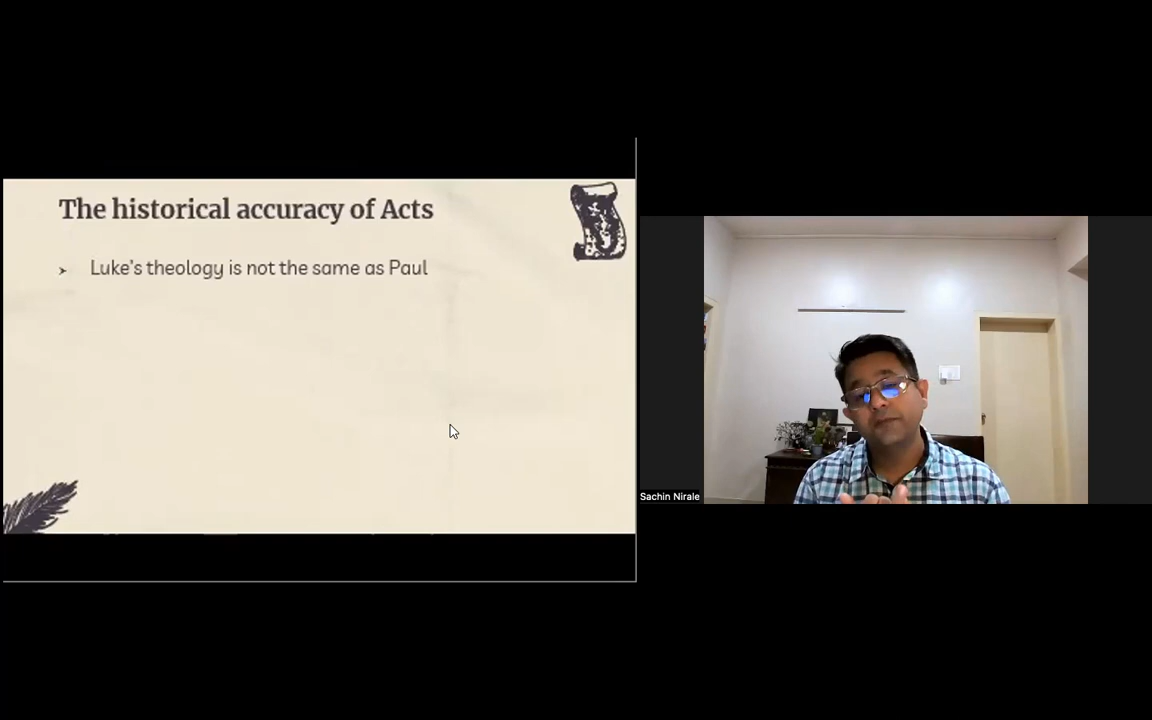 The historical accuracy of Acts
➤ Luke's theology is not the same as Paul
Sachin Nirale